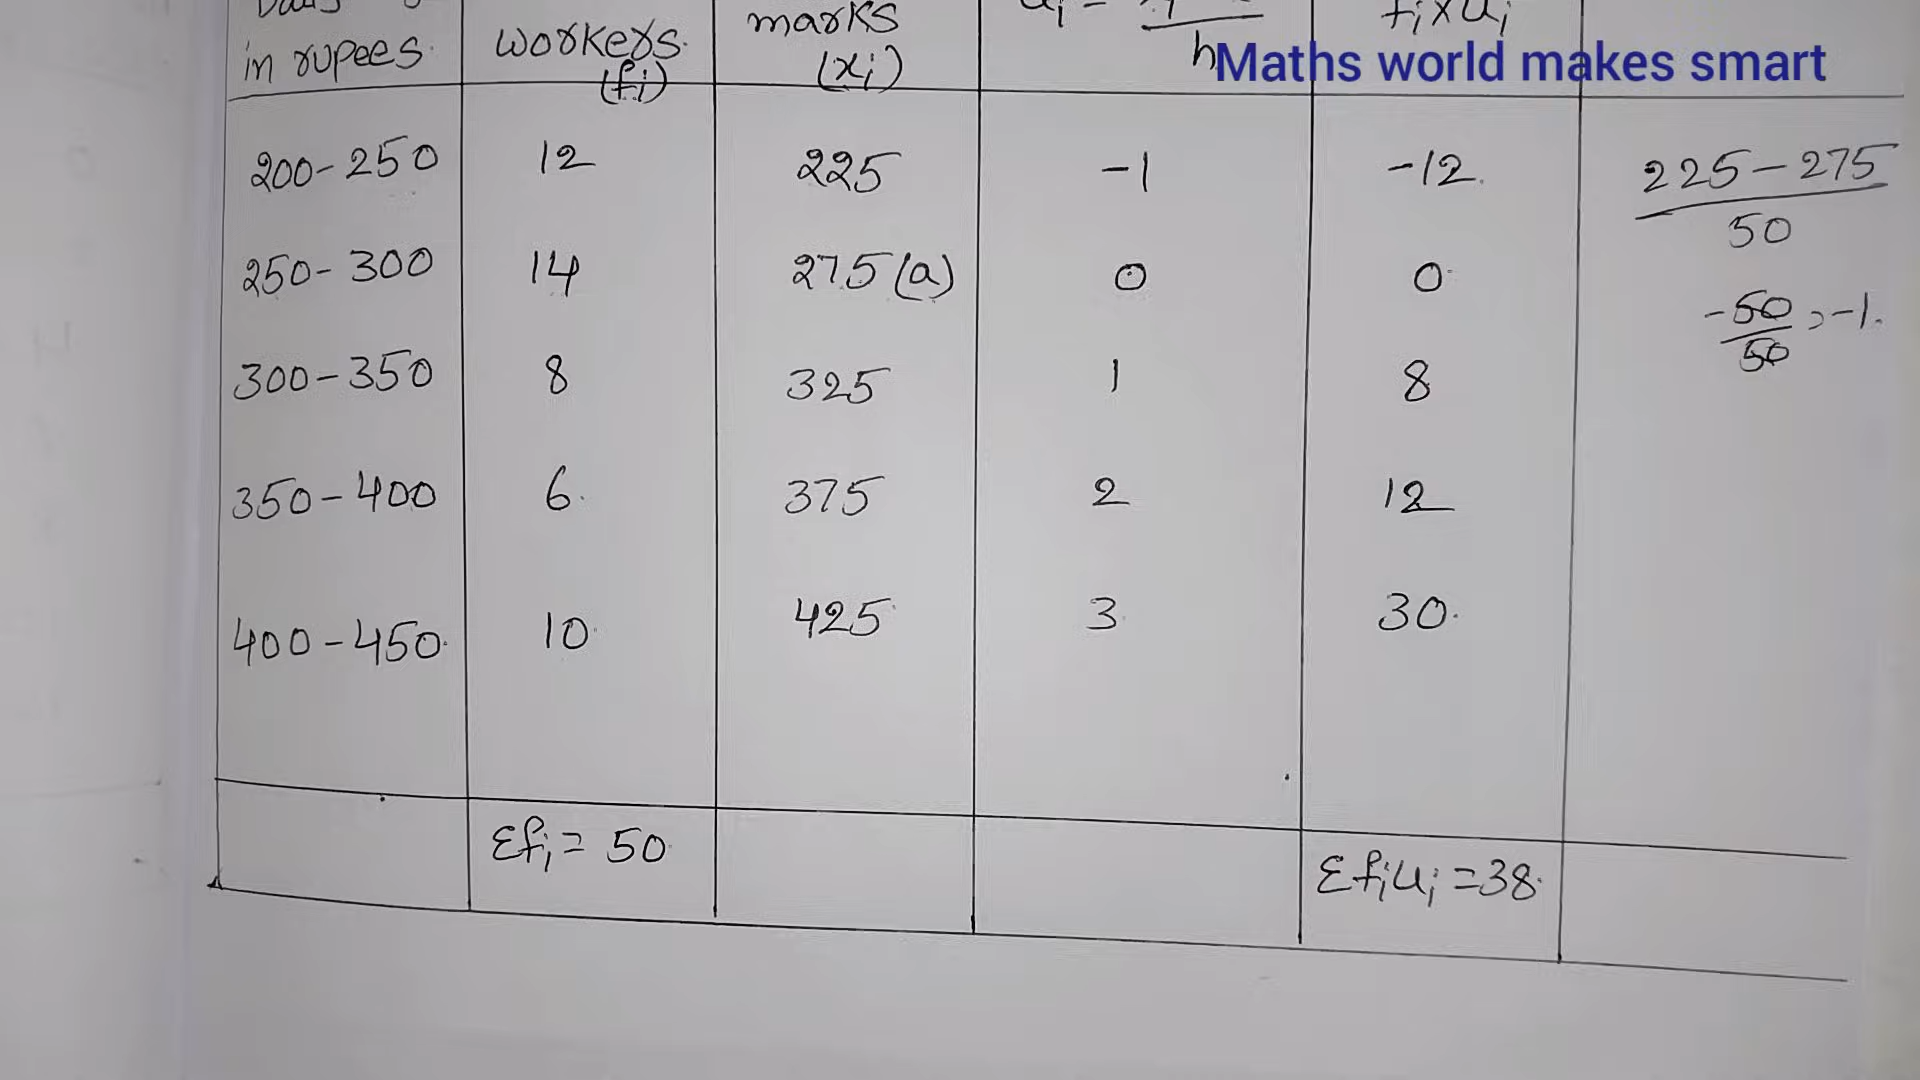 in rupees.
workers.
(fi)
marks
(xi)
h
fi×ui
Maths world makes smart
200-250 12 225 -1 -12. 225-275
50
250-300 14 275(a) 0 0. -50 = -1.
50
300-350 8 325 1 8
350-400 6. 375 2 12
400-450. 10. 425 3. 30.
Σfi = 50 Σfiui =38.